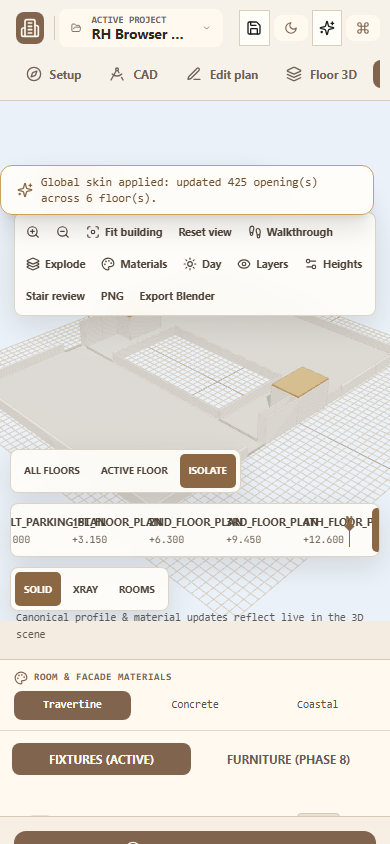 ACTIVE PROJECT
RH Browser ...
Setup
CAD
Edit plan
Floor 3D
Global skin applied: updated 425 opening(s)
across 6 floor(s).
Fit building
Reset view
Walkthrough
Explode
Materials
Day
Layers
Heights
Stair review
PNG
Export Blender
ALL FLOORS
ACTIVE FLOOR
ISOLATE
+3.150
+6.300
+9.450
+12.600
SOLID
XRAY
ROOMS
Canonical profile & material updates reflect live in the 3D
scene
ROOM & FACADE MATERIALS
Travertine
Concrete
Coastal
FIXTURES (ACTIVE)
FURNITURE (PHASE 8)